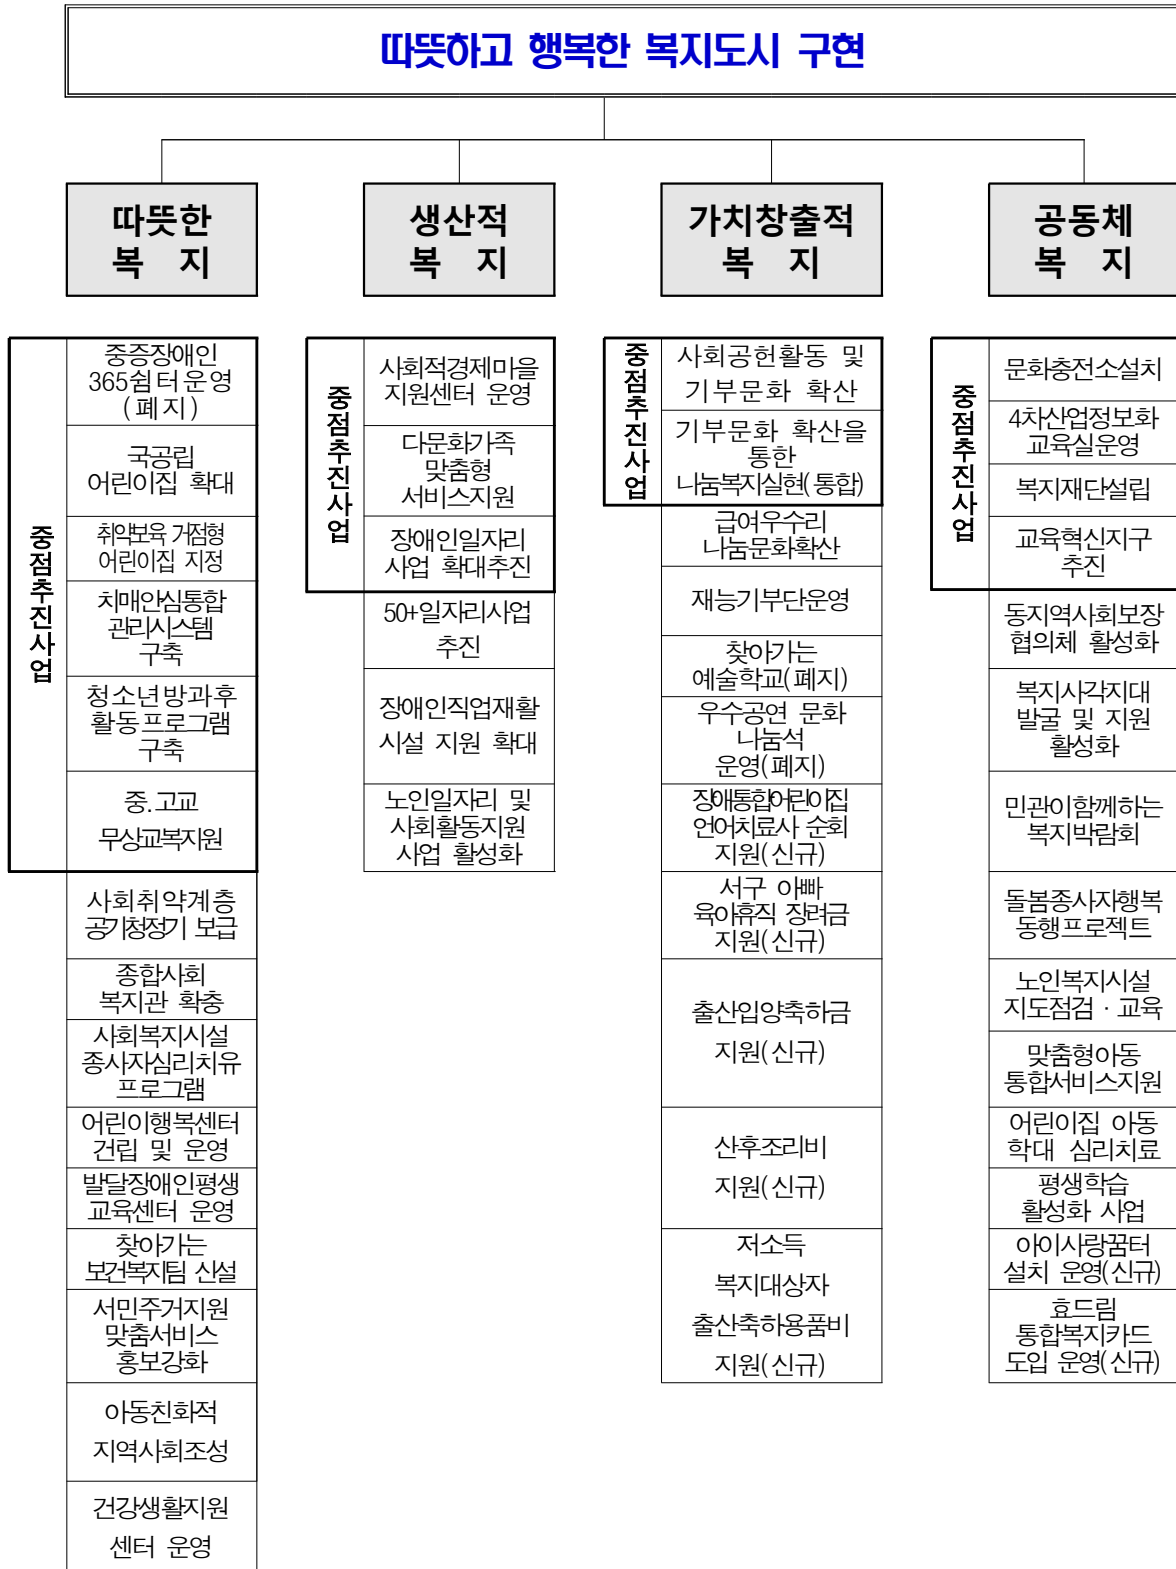 따뜻하고 행복한 복지도시 구현
따뜻한
복 지
중점추진사업
중증장애인
365쉼터운영
(폐지)
국공립
어린이집 확대
취약보육 거점형
어린이집 지정
치매안심통합
관리시스템
구축
청소년방과후
활동프로그램
구축
중.고교
무상교복지원
사회취약계층
공기청정기 보급
종합사회
복지관 확충
사회복지시설
종사자심리치유
프로그램
어린이행복센터
건립 및 운영
발달장애인평생
교육센터 운영
찾아가는
보건복지팀 신설
서민주거지원
맞춤서비스
홍보강화
아동친화적
지역사회조성
건강생활지원
센터 운영
생산적
복 지
중점추진사업
사회적경제마을
지원센터 운영
다문화가족
맞춤형
서비스지원
장애인일자리
사업 확대추진
50+일자리사업
추진
장애인직업재활
시설 지원 확대
노인일자리 및
사회활동지원
사업 활성화
가치창출적
복 지
중점추진사업
사회공헌활동 및
기부문화 확산
기부문화 확산을
통한
나눔복지실현(통합)
급여우수리
나눔문화확산
재능기부단운영
찾아가는
예술학교(폐지)
우수공연 문화
나눔석
운영(폐지)
장애통합어린이집
언어치료사 순회
지원(신규)
서구 아빠
육아휴직 장려금
지원(신규)
출산입양축하금
지원(신규)
산후조리비
지원(신규)
저소득
복지대상자
출산축하용품비
지원(신규)
공동체
복 지
중점추진사업
문화충전소설치
4차산업정보화
교육실운영
복지재단설립
교육혁신지구
추진
동지역사회보장
협의체 활성화
복지사각지대
발굴 및 지원
활성화
민관이함께하는
복지박람회
돌봄종사자행복
동행프로젝트
노인복지시설
지도점검·교육
맞춤형아동
통합서비스지원
어린이집 아동
학대 심리치료
평생학습
활성화 사업
아이사랑꿈터
설치 운영(신규)
효드림
통합복지카드
도입 운영(신규)